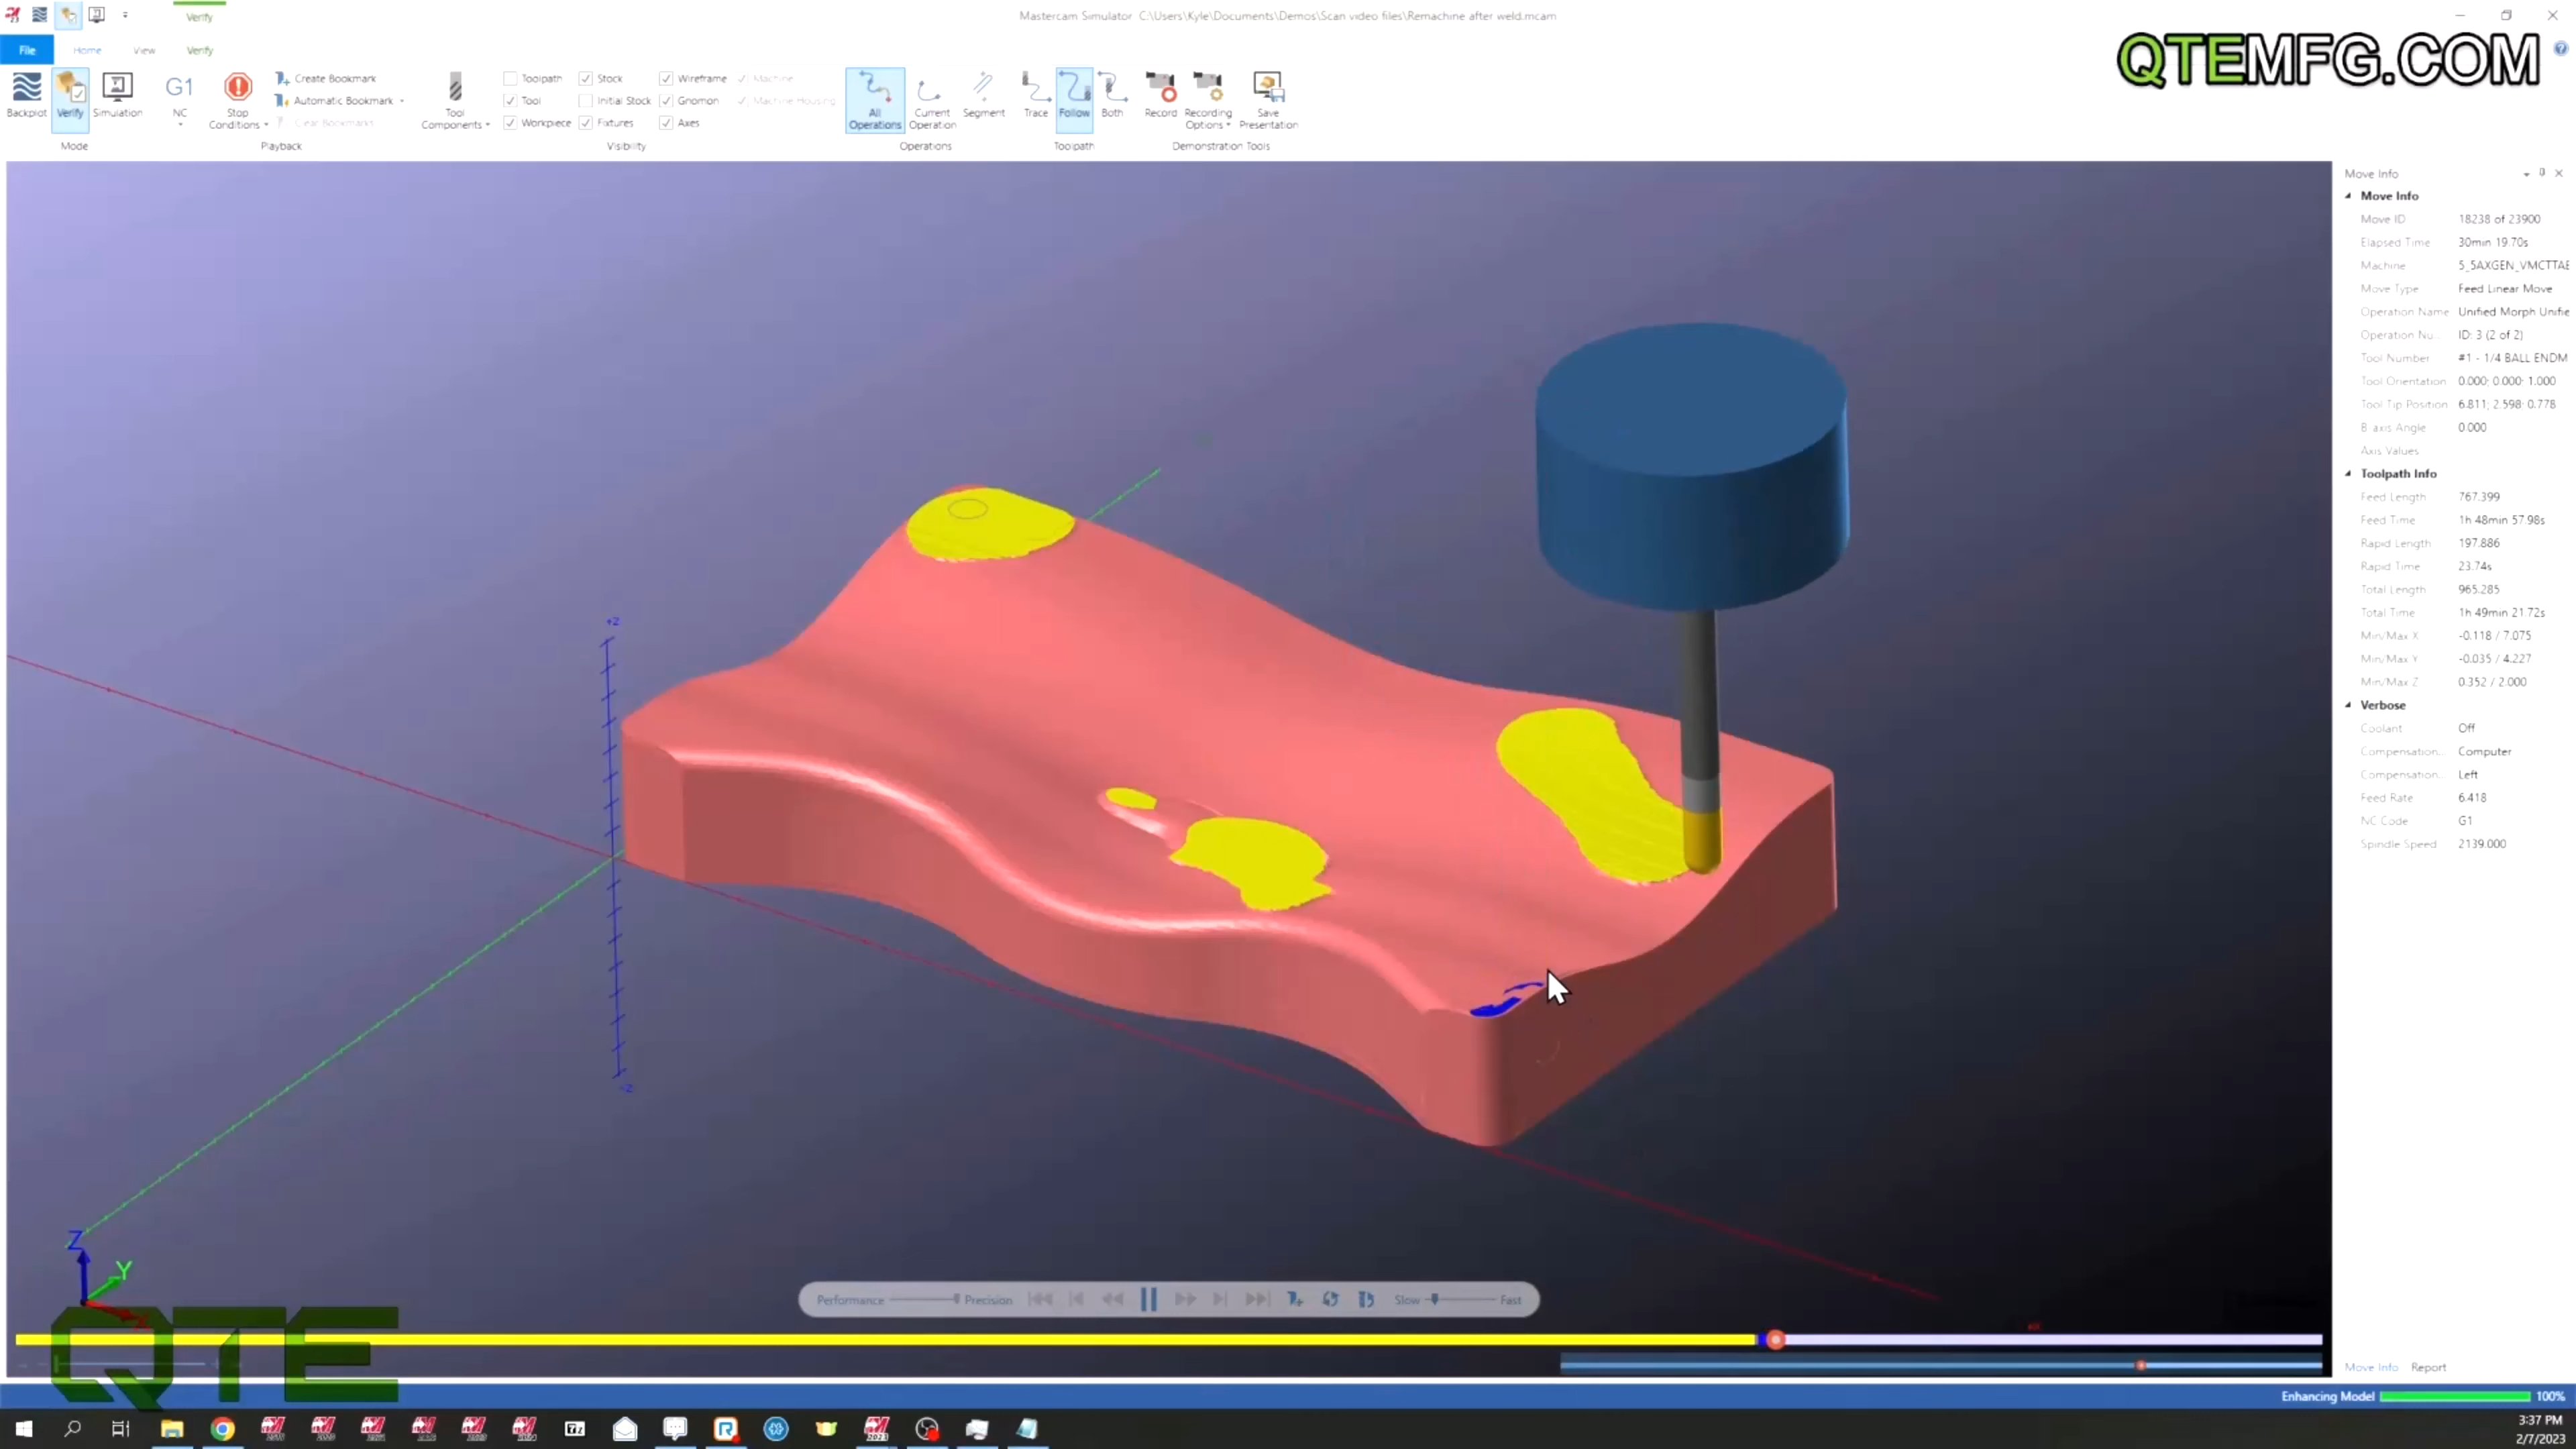 Verify
Mastercam Simulator C:\Users\Kyle\Documents\Demos\Scan video files\Remachine after weld.mcam
QTEMFG.COM
File Home View Verify
Backplot Verify Simulation
Mode
G1
NC
Stop Conditions
Create Bookmark
Automatic Bookmark
Clear Bookmarks
Playback
Tool Components
Toolpath Stock Wireframe Machine
Tool Initial Stock Gnomon Machine Housing
Workpiece Fixtures Axes
Visibility
All Operations
Current Operation
Segment
Operations
Trace Follow Both
Toolpath
Record
Recording Options
Save Presentation
Demonstration Tools
Move Info
Move Info
Move ID 18238 of 23900
Elapsed Time 30min 19.70s
Machine 5_5AXGEN_VMCTTAE
Move Type Feed Linear Move
Operation Name Unified Morph Unifie
Operation Nu... ID: 3 (2 of 2)
Tool Number #1 - 1/4 BALL ENDM
Tool Orientation 0.000; 0.000; 1.000
Tool Tip Position 6.811; 2.598; 0.778
B axis Angle 0.000
Axis Values
Toolpath Info
Feed Length 767.399
Feed Time 1h 48min 57.98s
Rapid Length 197.886
Rapid Time 23.74s
Total Length 965.285
Total Time 1h 49min 21.72s
Min/Max X -0.118 / 7.075
Min/Max Y -0.035 / 4.227
Min/Max Z 0.352 / 2.000
Verbose
Coolant Off
Compensation... Computer
Compensation... Left
Feed Rate 6.418
NC Code G1
Spindle Speed 2139.000
+Z
-Z
Z
Y
X
QTE
Performance Precision Slow Fast
Move Info Report
Enhancing Model 100%
3:37 PM
2/7/2023